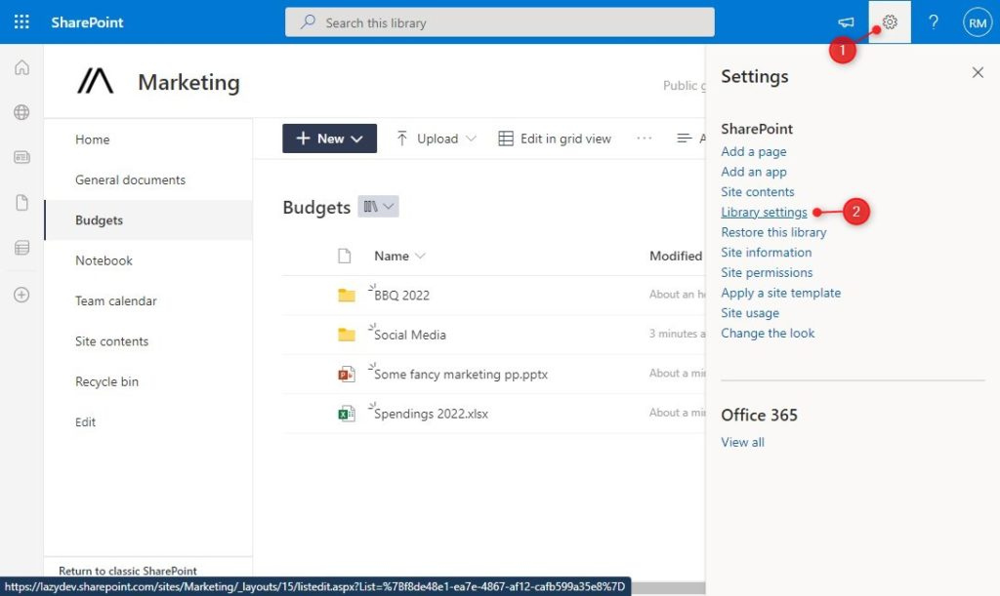 SharePoint
Search this library
RM
1
Marketing
Public g
Settings
SharePoint
Add a page
Add an app
Site contents
Library settings
2
Restore this library
Site information
Site permissions
Apply a site template
Site usage
Change the look
Office 365
View all
Home
General documents
Budgets
Notebook
Team calendar
Site contents
Recycle bin
Edit
Return to classic SharePoint
+ New
Upload
Edit in grid view
··· A
Budgets
Name
Modified
BBQ 2022
About an ho
Social Media
3 minutes a
Some fancy marketing pp.pptx
About a min
Spendings 2022.xlsx
About a min
https://lazydev.sharepoint.com/sites/Marketing/_layouts/15/listedit.aspx?List=%7Bf8de48e1-ea7e-4867-af12-cafb599a35e8%7D